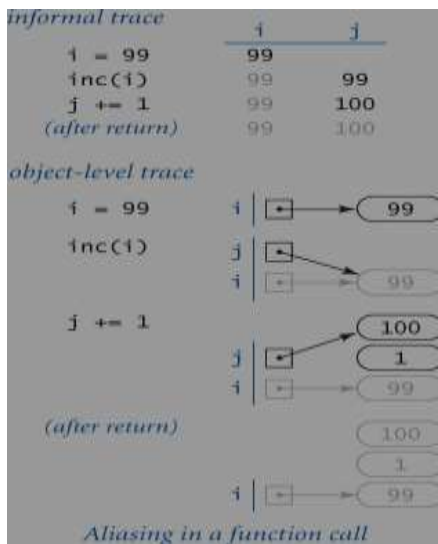 informal trace
i j
i = 99 99
inc(i) 99 99
j += 1 99 100
(after return) 99 100
object-level trace
i = 99 i 99
inc(i) j
i 99
j += 1 100
j 1
i 99
(after return) 100
1
i 99
Aliasing in a function call